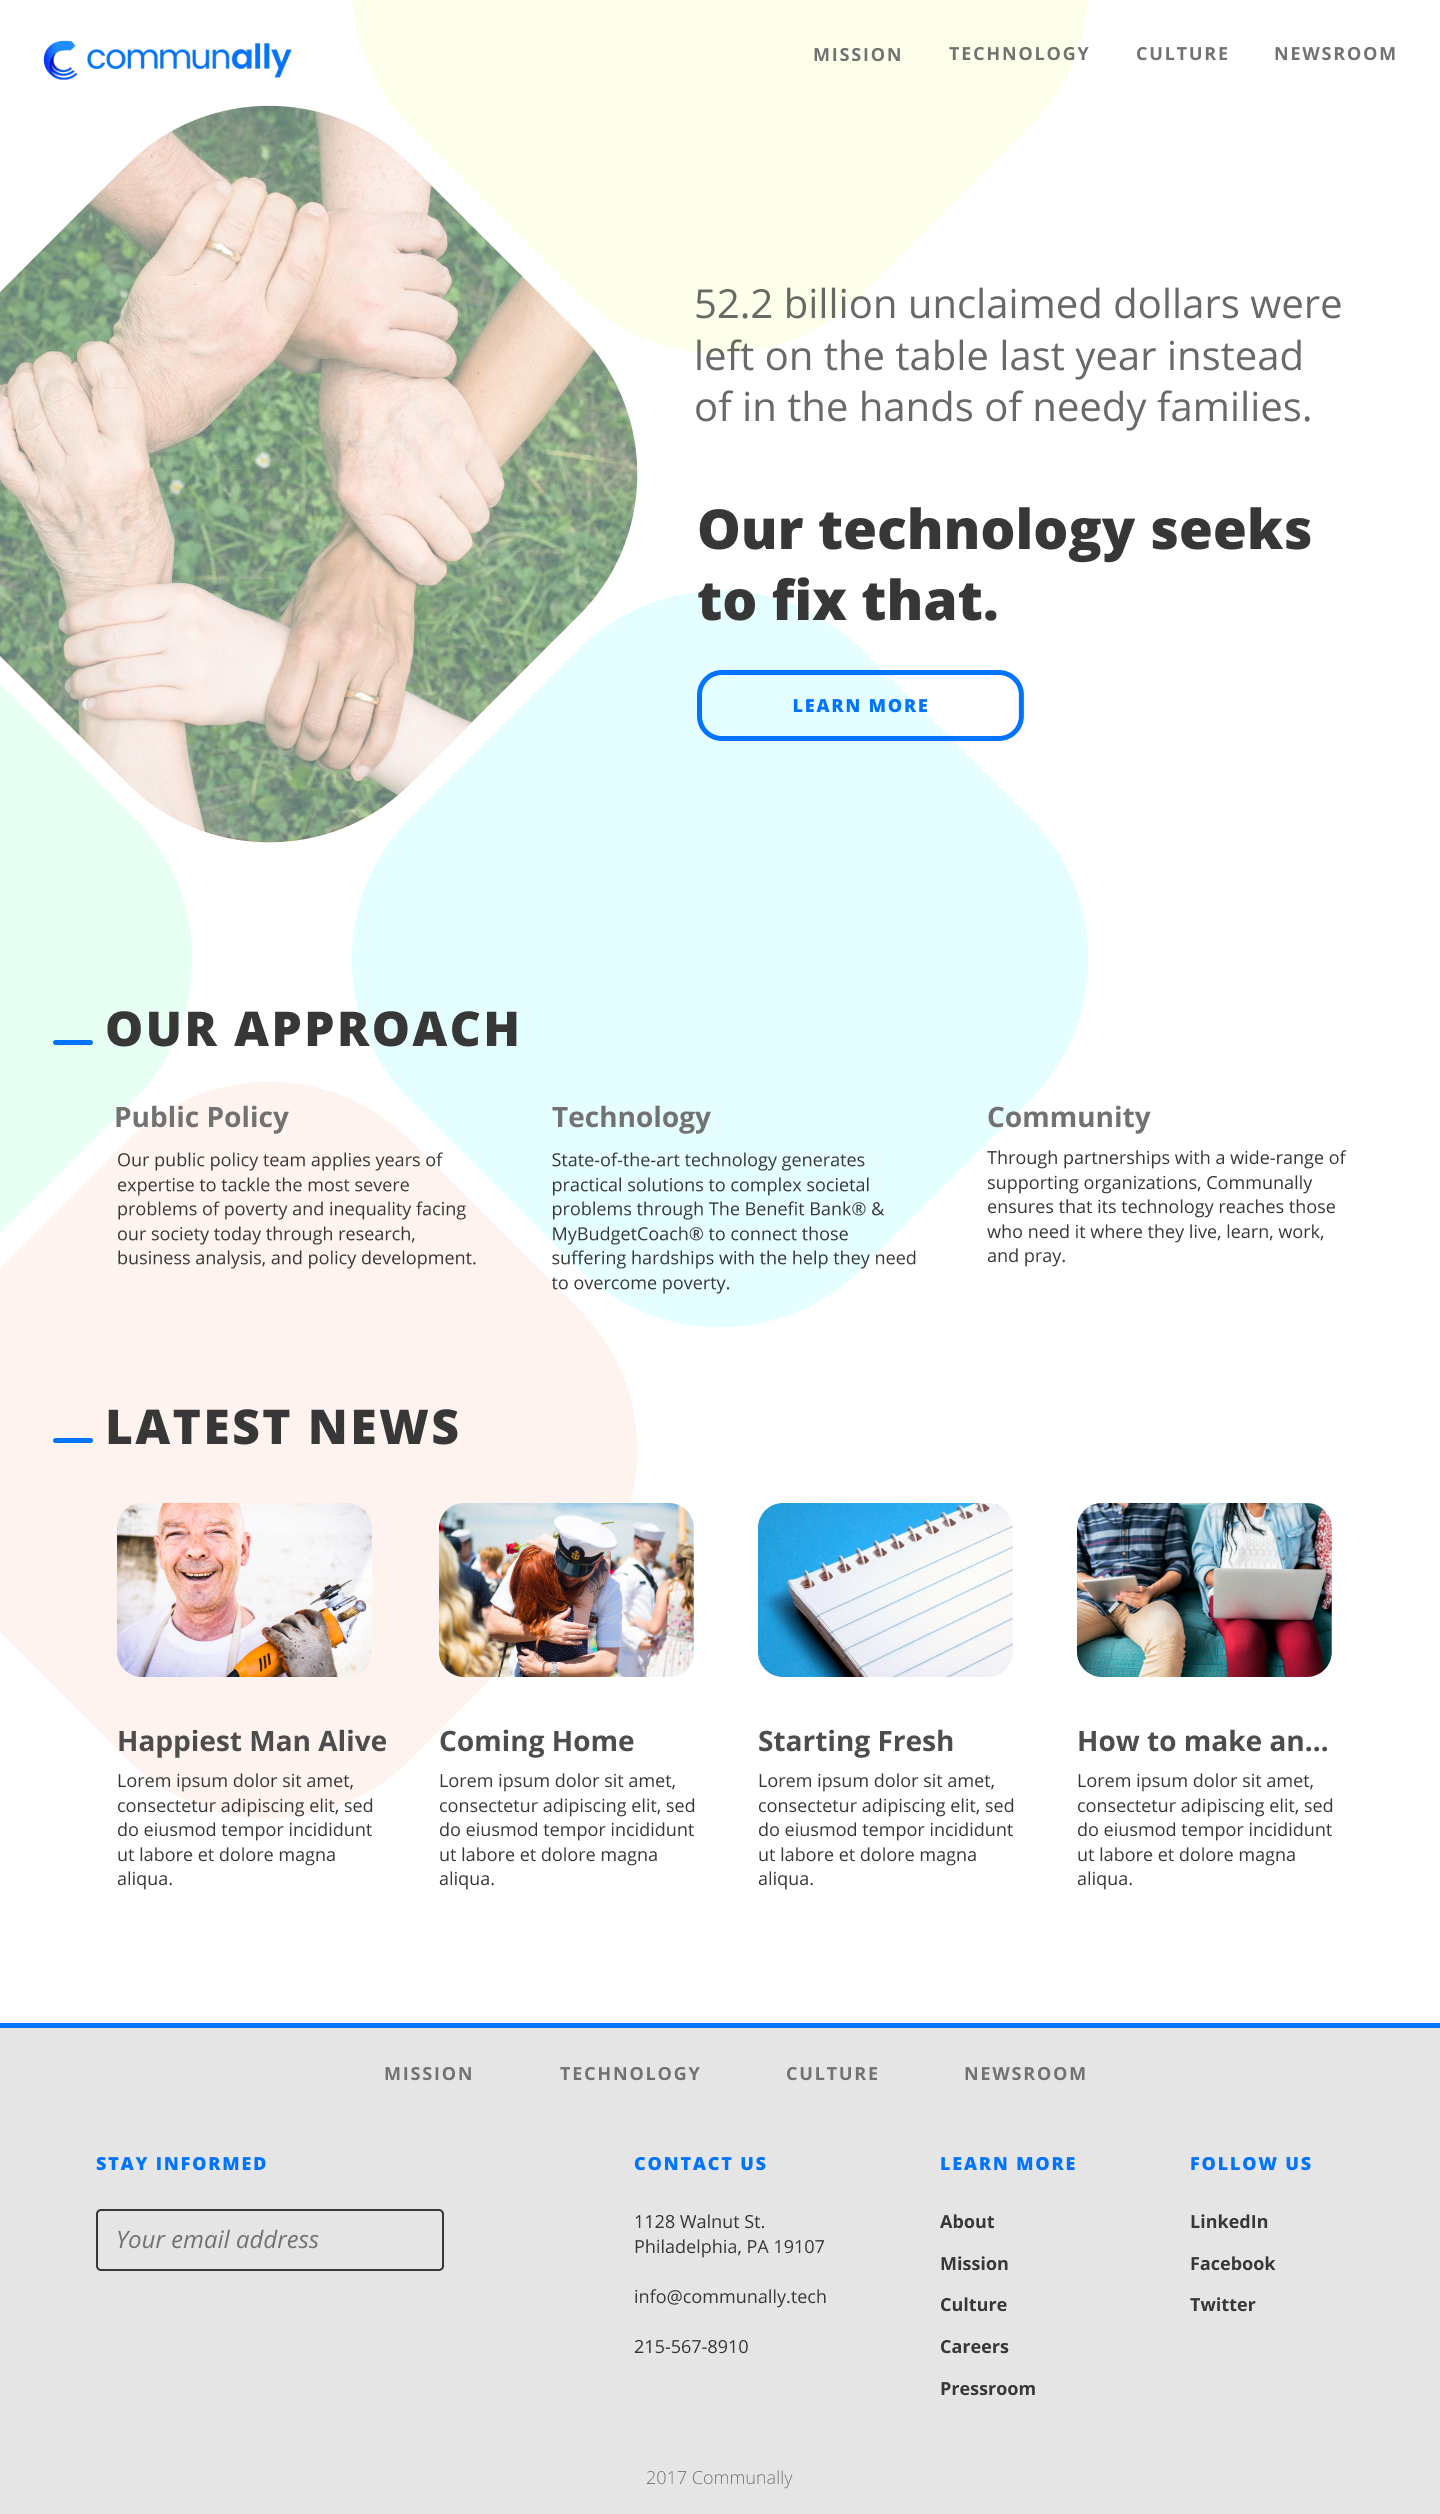 communally
MISSION TECHNOLOGY CULTURE NEWSROOM
52.2 billion unclaimed dollars were
left on the table last year instead
of in the hands of needy families.
Our technology seeks
to fix that.
LEARN MORE
OUR APPROACH
Public Policy
Our public policy team applies years of
expertise to tackle the most severe
problems of poverty and inequality facing
our society today through research,
business analysis, and policy development.
Technology
State-of-the-art technology generates
practical solutions to complex societal
problems through The Benefit Bank® &
MyBudgetCoach® to connect those
suffering hardships with the help they need
to overcome poverty.
Community
Through partnerships with a wide-range of
supporting organizations, Communally
ensures that its technology reaches those
who need it where they live, learn, work,
and pray.
LATEST NEWS
Happiest Man Alive
Lorem ipsum dolor sit amet,
consectetur adipiscing elit, sed
do eiusmod tempor incididunt
ut labore et dolore magna
aliqua.
Coming Home
Lorem ipsum dolor sit amet,
consectetur adipiscing elit, sed
do eiusmod tempor incididunt
ut labore et dolore magna
aliqua.
Starting Fresh
Lorem ipsum dolor sit amet,
consectetur adipiscing elit, sed
do eiusmod tempor incididunt
ut labore et dolore magna
aliqua.
How to make an...
Lorem ipsum dolor sit amet,
consectetur adipiscing elit, sed
do eiusmod tempor incididunt
ut labore et dolore magna
aliqua.
MISSION TECHNOLOGY CULTURE NEWSROOM
STAY INFORMED
Your email address
CONTACT US
1128 Walnut St.
Philadelphia, PA 19107
info@communally.tech
215-567-8910
LEARN MORE
About
Mission
Culture
Careers
Pressroom
FOLLOW US
LinkedIn
Facebook
Twitter
2017 Communally